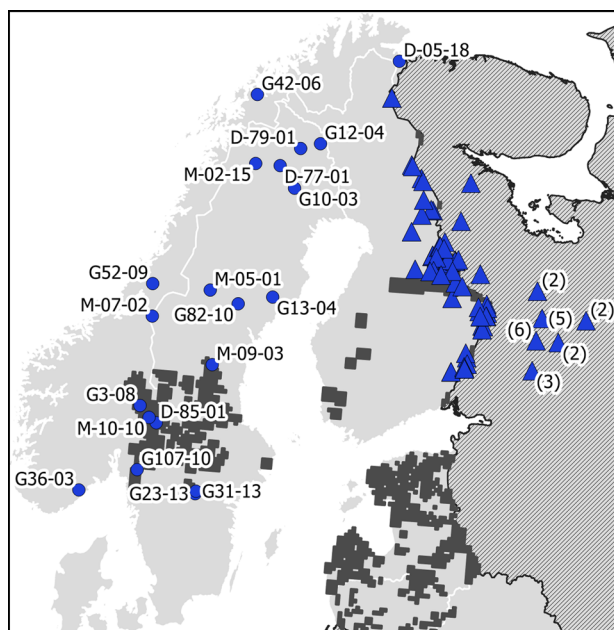 D-05-18
G42-06
D-79-01
G12-04
M-02-15
D-77-01
G10-03
G52-09
M-05-01
(2)
M-07-02
G82-10
G13-04
(5)
(2)
(6)
(2)
M-09-03
(3)
G3-08
D-85-01
M-10-10
G107-10
G36-03
G23-13
G31-13